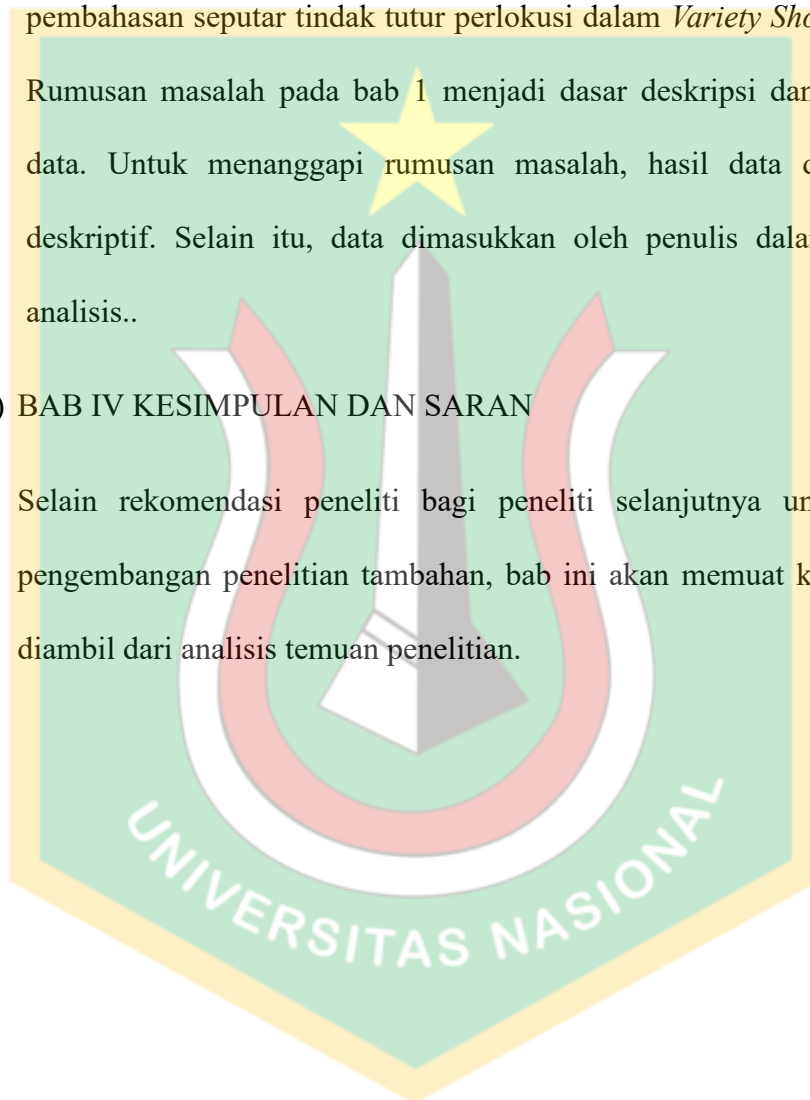 pembahasan seputar tindak tutur perlokusi dalam Variety Sho
Rumusan masalah pada bab 1 menjadi dasar deskripsi dan
data. Untuk menanggapi rumusan masalah, hasil data d
deskriptif. Selain itu, data dimasukkan oleh penulis dala
analisis..
) BAB IV KESIMPULAN DAN SARAN
Selain rekomendasi peneliti bagi peneliti selanjutnya un
pengembangan penelitian tambahan, bab ini akan memuat k
diambil dari analisis temuan penelitian.
UNIVERSITAS NASIONAL